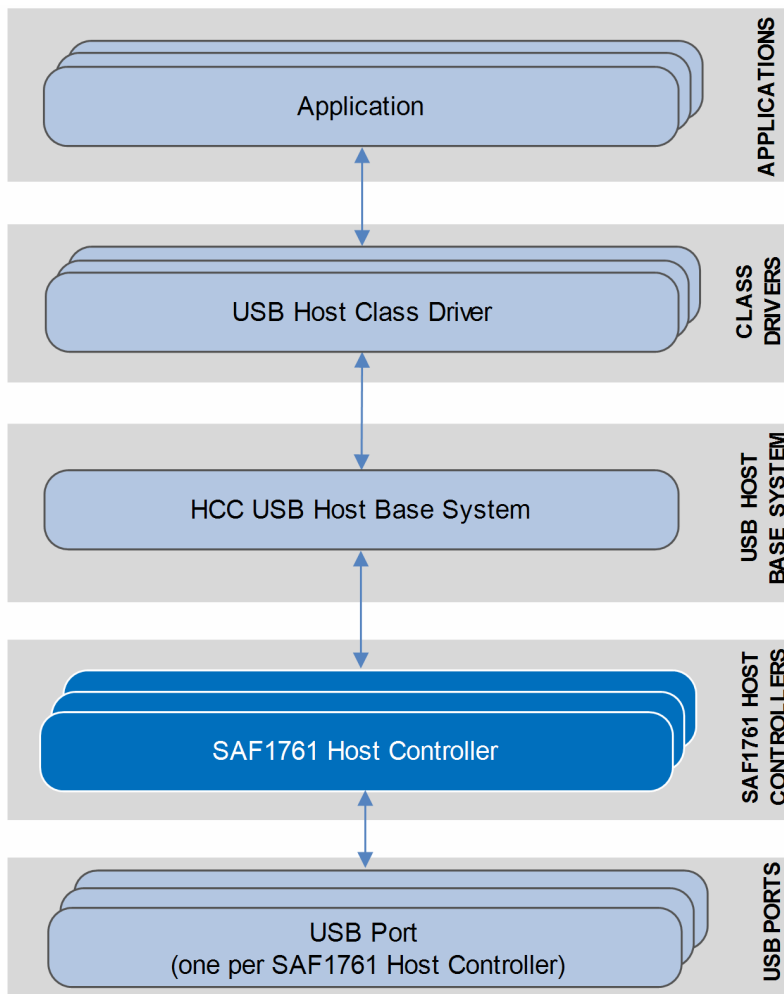 Application
APPLICATIONS
USB Host Class Driver
CLASS
DRIVERS
HCC USB Host Base System
USB HOST
BASE SYSTEM
SAF1761 Host Controller
SAF1761 HOST
CONTROLLERS
USB Port
(one per SAF1761 Host Controller)
USB PORTS